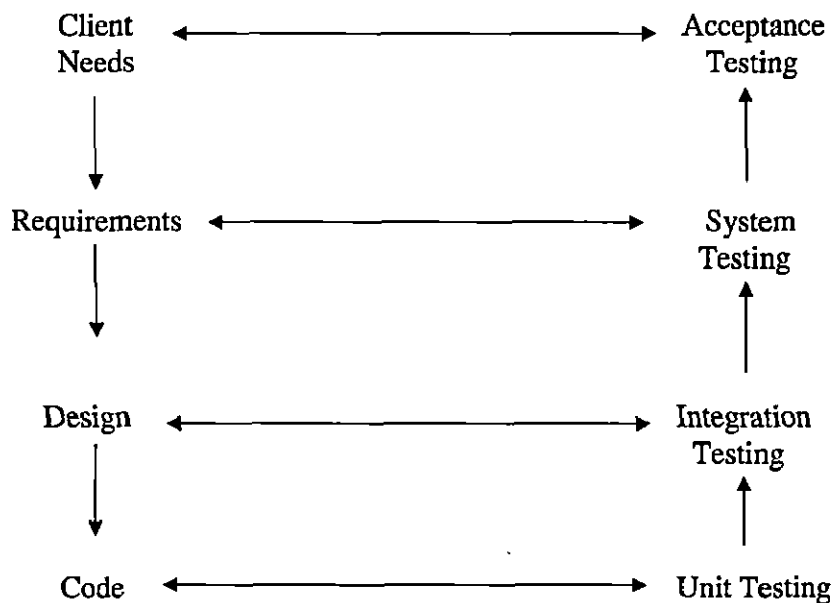 Client
Needs
Acceptance
Testing
Requirements
System
Testing
Design
Integration
Testing
Code
Unit Testing